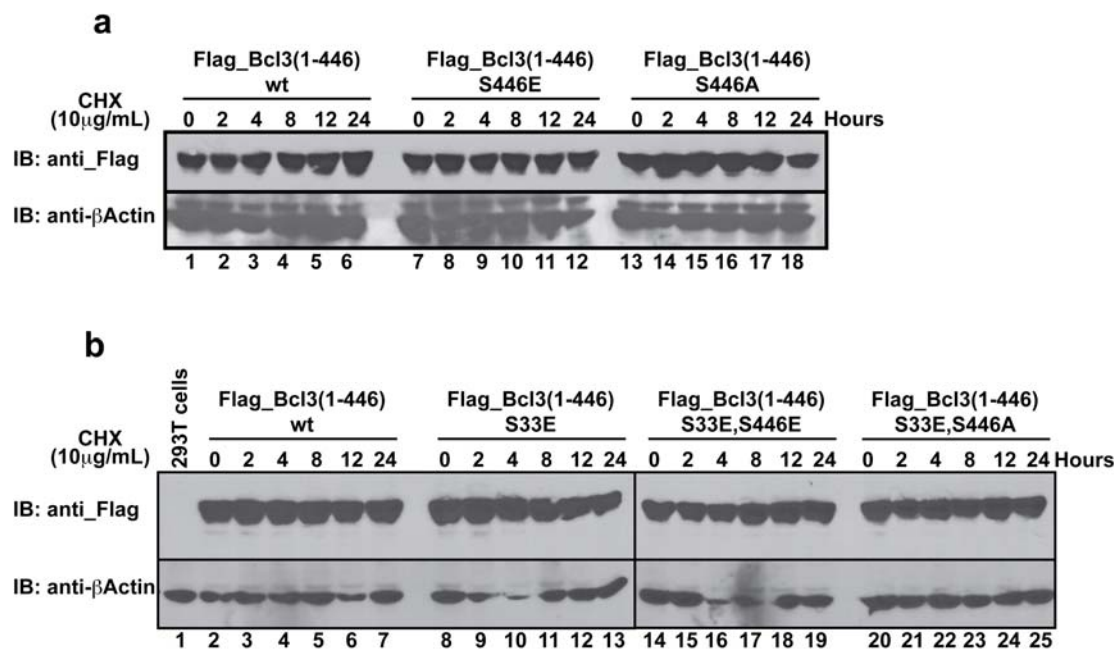 a
Flag_Bcl3(1-446) Flag_Bcl3(1-446) Flag_Bcl3(1-446)
wt S446E S446A
CHX
(10μg/mL) 0 2 4 8 12 24 0 2 4 8 12 24 0 2 4 8 12 24 Hours
IB: anti_Flag
IB: anti-βActin
1 2 3 4 5 6 7 8 9 10 11 12 13 14 15 16 17 18
b
293T cells
Flag_Bcl3(1-446) Flag_Bcl3(1-446) Flag_Bcl3(1-446) Flag_Bcl3(1-446)
wt S33E S33E,S446E S33E,S446A
CHX
(10μg/mL) 0 2 4 8 12 24 0 2 4 8 12 24 0 2 4 8 12 24 0 2 4 8 12 24 Hours
IB: anti_Flag
IB: anti-βActin
1 2 3 4 5 6 7 8 9 10 11 12 13 14 15 16 17 18 19 20 21 22 23 24 25